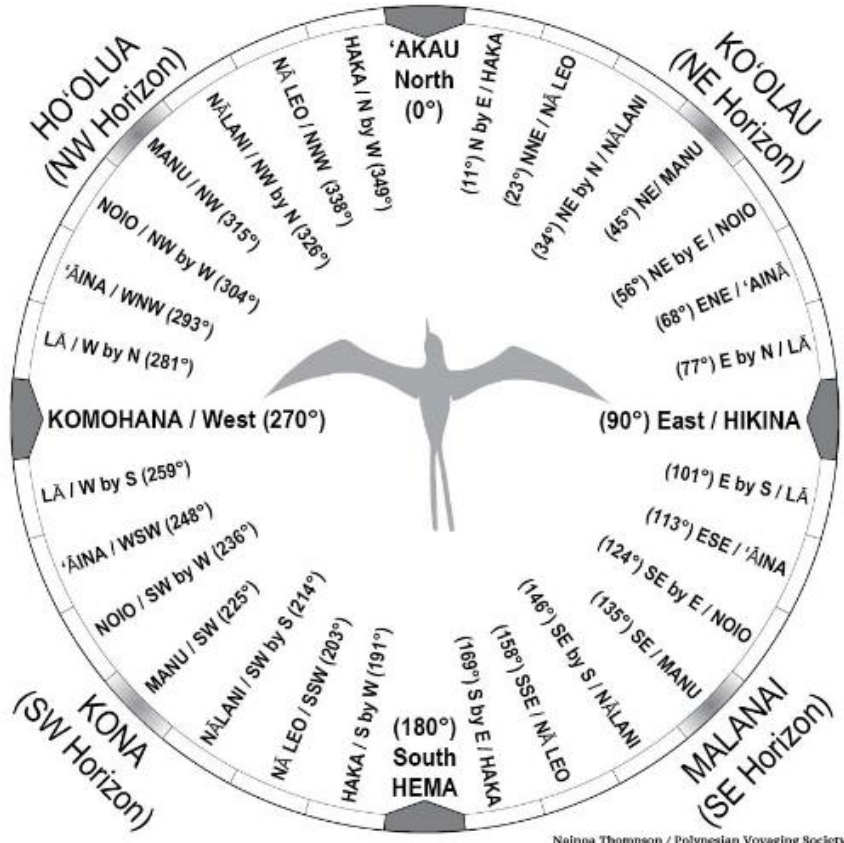 'AKAU
North
(0°)
(11°) N by E / HAKA
(23°) NNE / NĀ LEO
(34°) NE by N / NĀLANI
KO'OLAU
(NE Horizon)
(45°) NE/ MANU
(56°) NE by E / NOIO
(68°) ENE / 'AINĀ
(77°) E by N / LĀ
(90°) East / HIKINA
(101°) E by S / LĀ
(113°) ESE / 'ĀINA
(124°) SE by E / NOIO
(135°) SE / MANU
MALANAI
(SE Horizon)
(146°) SE by S / NĀLANI
(158°) SSE / NĀ LEO
(169°) S by E / HAKA
(180°)
South
HEMA
HAKA / S by W (191°)
NĀ LEO / SSW (203°)
NĀLANI / SW by S (214°)
KONA
(SW Horizon)
MANU / SW (225°)
NOIO / SW by W (236°)
'ĀINA / WSW (248°)
LĀ / W by S (259°)
KOMOHANA / West (270°)
LĀ / W by N (281°)
'ĀINA / WNW (293°)
NOIO / NW by W (304°)
MANU / NW (315°)
HO'OLUA
(NW Horizon)
NĀLANI / NW by N (326°)
NĀ LEO / NNW (338°)
HAKA / N by W (349°)
Nainoa Thompson / Polynesian Voyaging Society